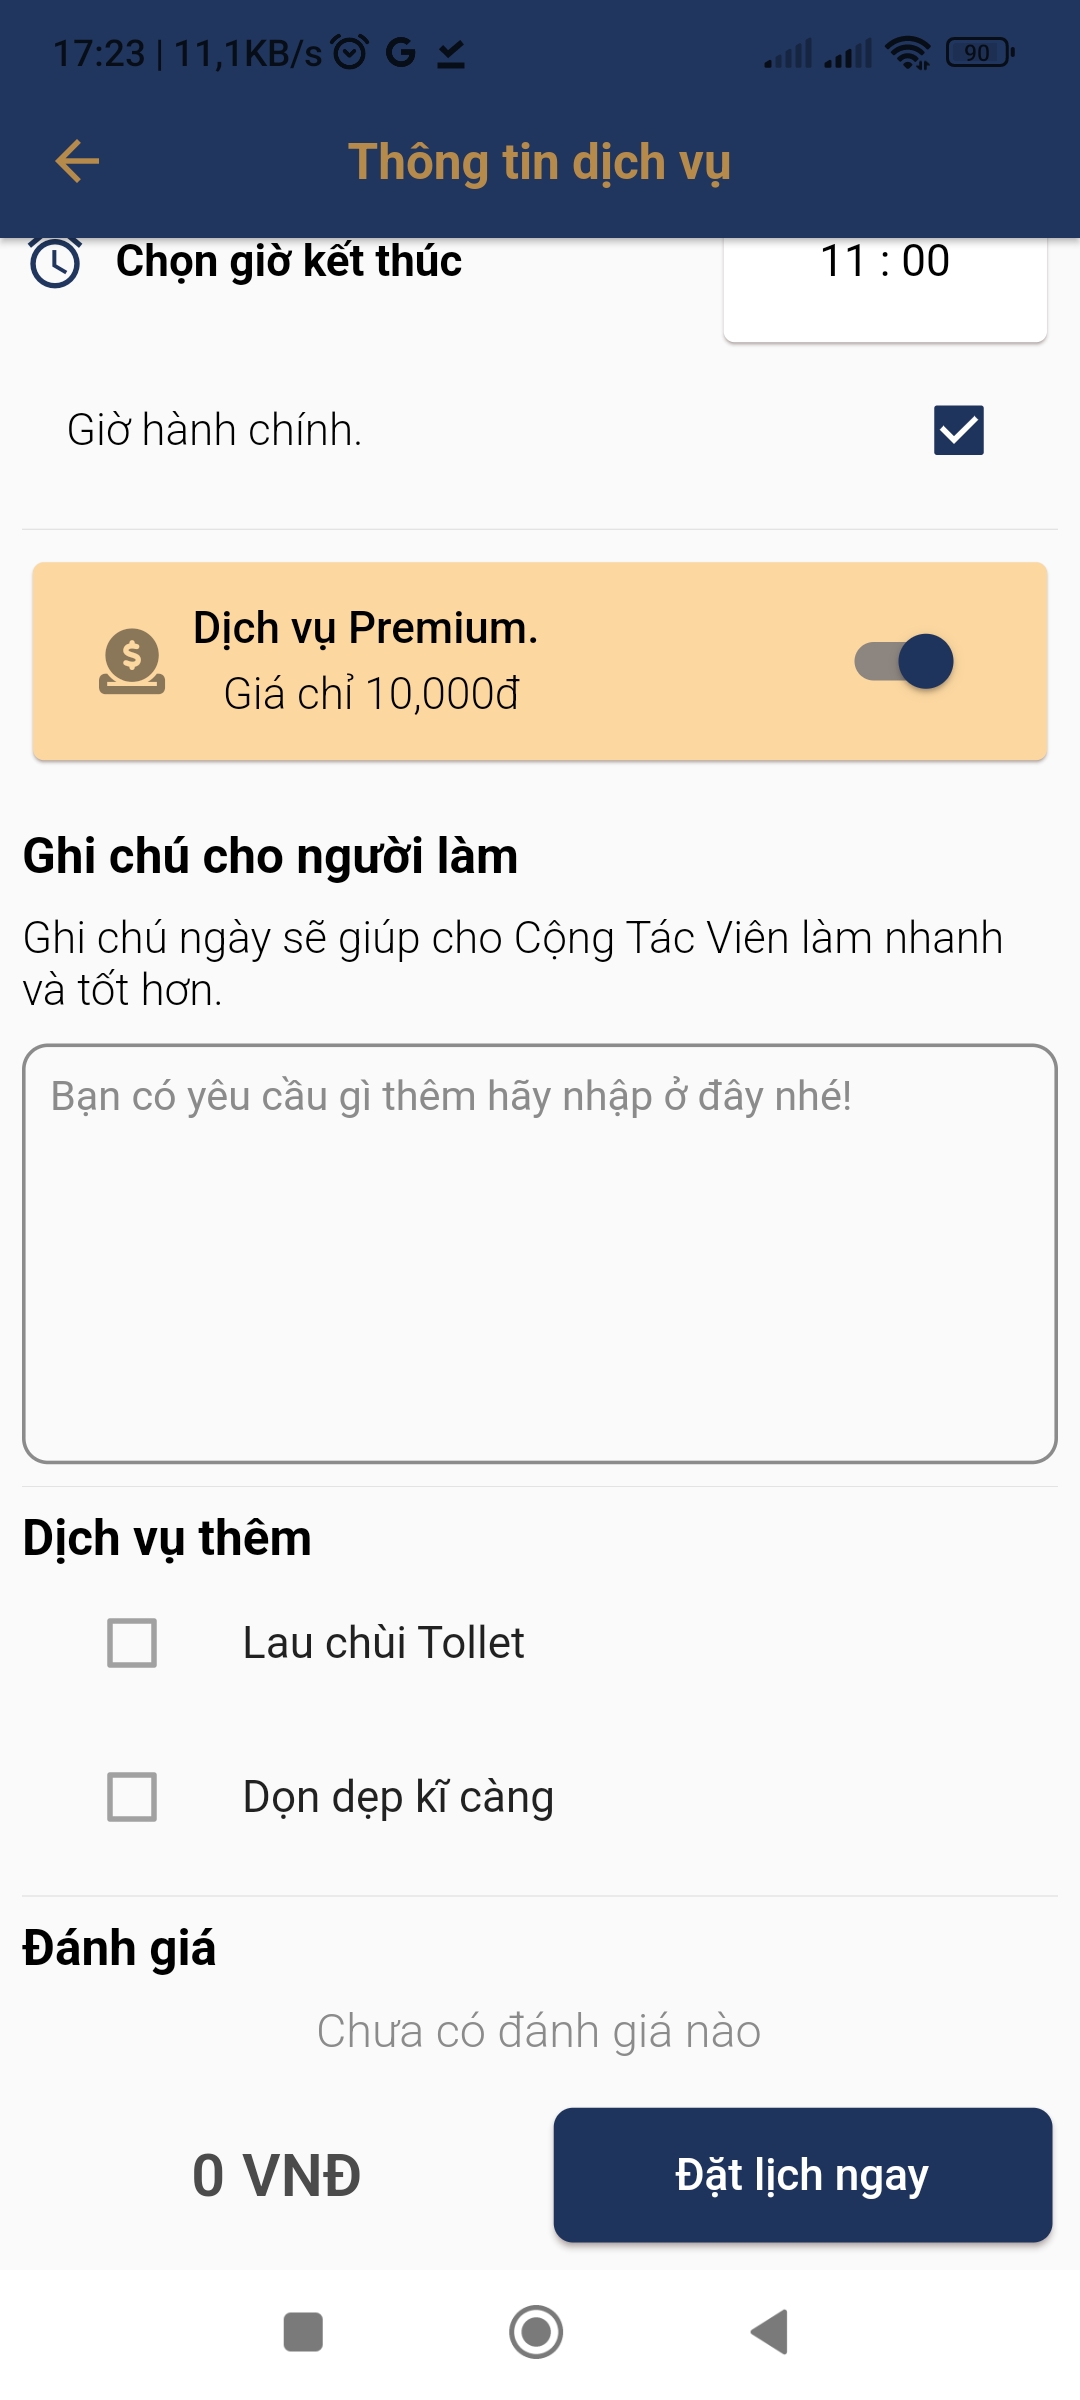 17:23 | 11,1KB/s
90
Thông tin dịch vụ
Chọn giờ kết thúc
11 : 00
Giờ hành chính.
Dịch vụ Premium.
Giá chỉ 10,000đ
Ghi chú cho người làm
Ghi chú ngày sẽ giúp cho Cộng Tác Viên làm nhanh
và tốt hơn.
Bạn có yêu cầu gì thêm hãy nhập ở đây nhé!
Dịch vụ thêm
Lau chùi Tollet
Dọn dẹp kĩ càng
Đánh giá
Chưa có đánh giá nào
0 VNĐ
Đặt lịch ngay